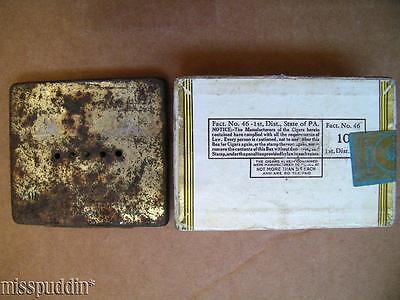 Fact. No. 46 - 1st, Dist., State of PA.
NOTICE:-The Manufacturers of the Cigars herein
contained have complied with all the requirements of
Law. Every person is cautioned, not to use either this
Box for Cigars again, or the stamp thereon again, nor re-
move the contents of this Box without destroying said
Stamp, under the penalties provided by law in such cases.
THE CIGARS HEREIN CONTAINED
WERE MANUFACTURED TO RETAIL AT
NOT MORE THAN 5¢ EACH
AND ARE SO TAX PAID
Fact. No. 46
10
1st. Dist.
misspuddin*